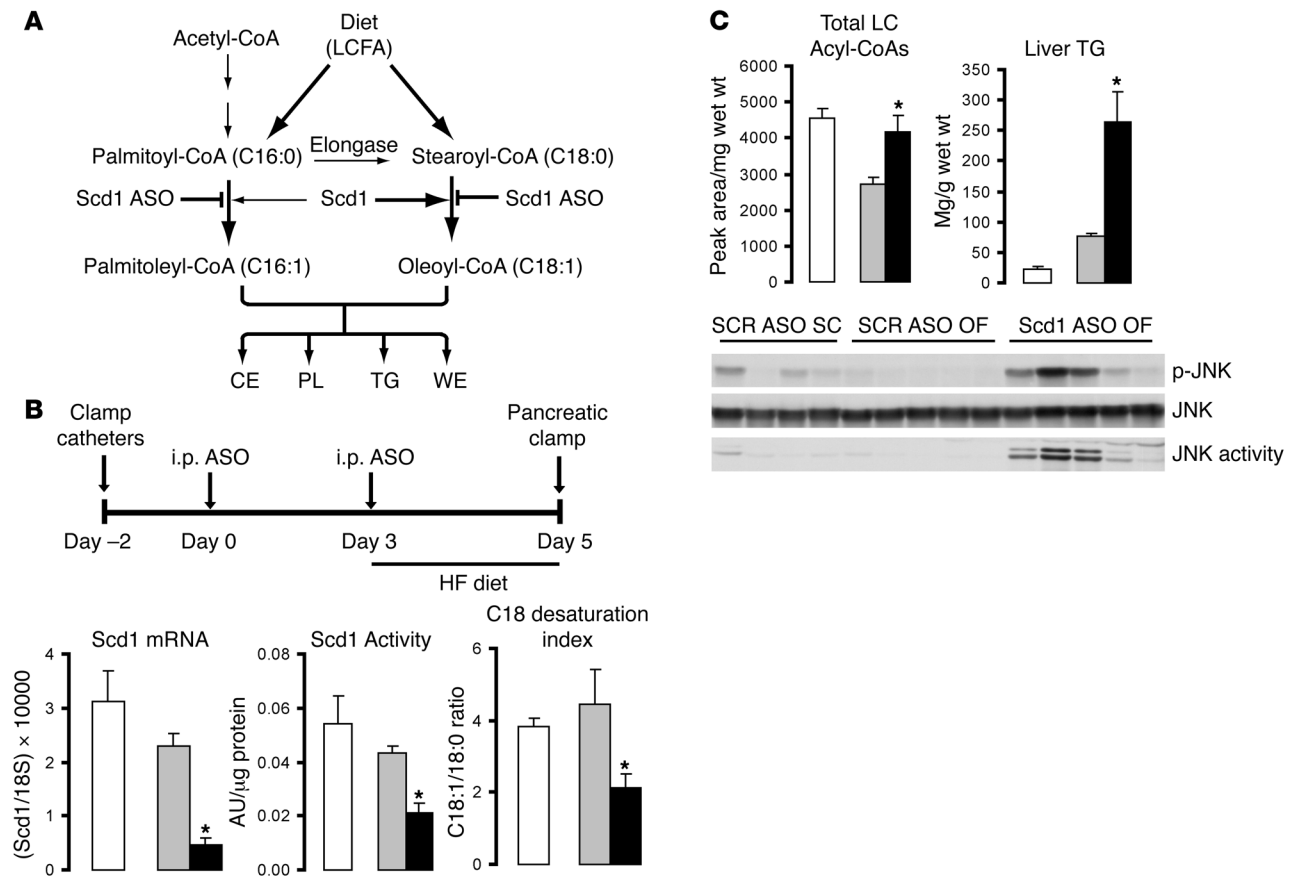 A
Acetyl-CoA
Diet
(LCFA)
Palmitoyl-CoA (C16:0)
Elongase
Stearoyl-CoA (C18:0)
Scd1 ASO
Scd1
Scd1 ASO
Palmitoleyl-CoA (C16:1)
Oleoyl-CoA (C18:1)
CE
PL
TG
WE
B
Clamp
catheters
i.p. ASO
i.p. ASO
Pancreatic
clamp
Day –2
Day 0
Day 3
Day 5
HF diet
Scd1 mRNA
(Scd1/18S) × 10000
4
3
2
1
0
*
Scd1 Activity
AU/µg protein
0.08
0.06
0.04
0.02
0.00
*
C18 desaturation
index
C18:1/18:0 ratio
6
4
2
0
*
C
Total LC
Acyl-CoAs
Peak area/mg wet wt
6000
5000
4000
3000
2000
1000
0
*
Liver TG
Mg/g wet wt
350
300
250
200
150
100
50
0
*
SCR ASO SC
SCR ASO OF
Scd1 ASO OF
p-JNK
JNK
JNK activity